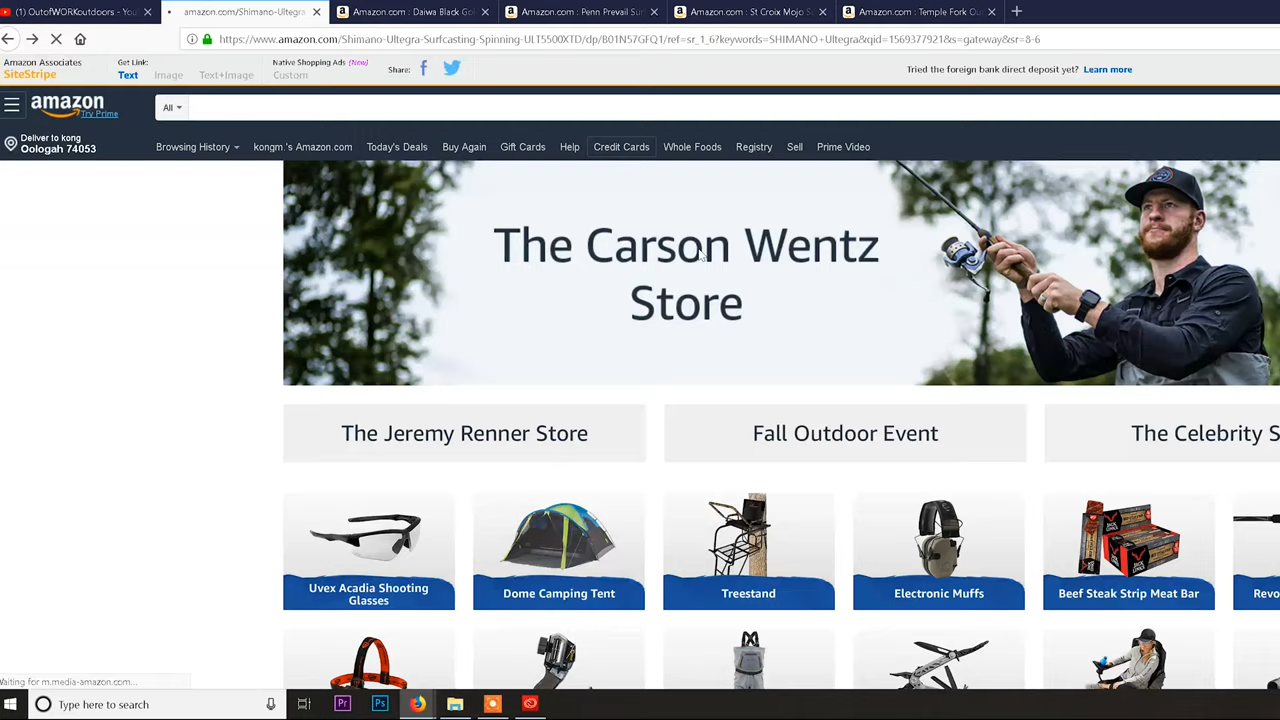 (1) OutofWORKoutdoors - You
amazon.com/Shimano-Ultegra
Amazon.com : Daiwa Black Go
Amazon.com : Penn Prevail Su
Amazon.com : St Croix Mojo S
Amazon.com : Temple Fork Ou
https://www.amazon.com/Shimano-Ultegra-Surfcasting-Spinning-ULT5500XTD/dp/B01N57GFQ1/ref=sr_1_6?keywords=SHIMANO+Ultegra&qid=1569377921&s=gateway&sr=8-6
Amazon Associates
SiteStripe
Get Link:
Text Image Text+Image
Native Shopping Ads (New)
Custom
Share:
Tried the foreign bank direct deposit yet? Learn more
amazon
Try Prime
All
Deliver to kong
Oologah 74053
Browsing History kongm.'s Amazon.com Today's Deals Buy Again Gift Cards Help Credit Cards Whole Foods Registry Sell Prime Video
The Carson Wentz
Store
The Jeremy Renner Store
Fall Outdoor Event
The Celebrity S
Uvex Acadia Shooting
Glasses
Dome Camping Tent
Treestand
Electronic Muffs
Beef Steak Strip Meat Bar
Revo
Waiting for m.media-amazon.com...
Type here to search
Pr
Ps